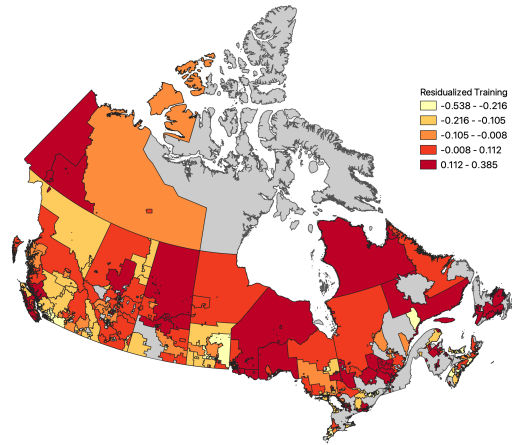 Residualized Training
-0.538 - -0.216
-0.216 - -0.105
-0.105 - -0.008
-0.008 - 0.112
0.112 - 0.385